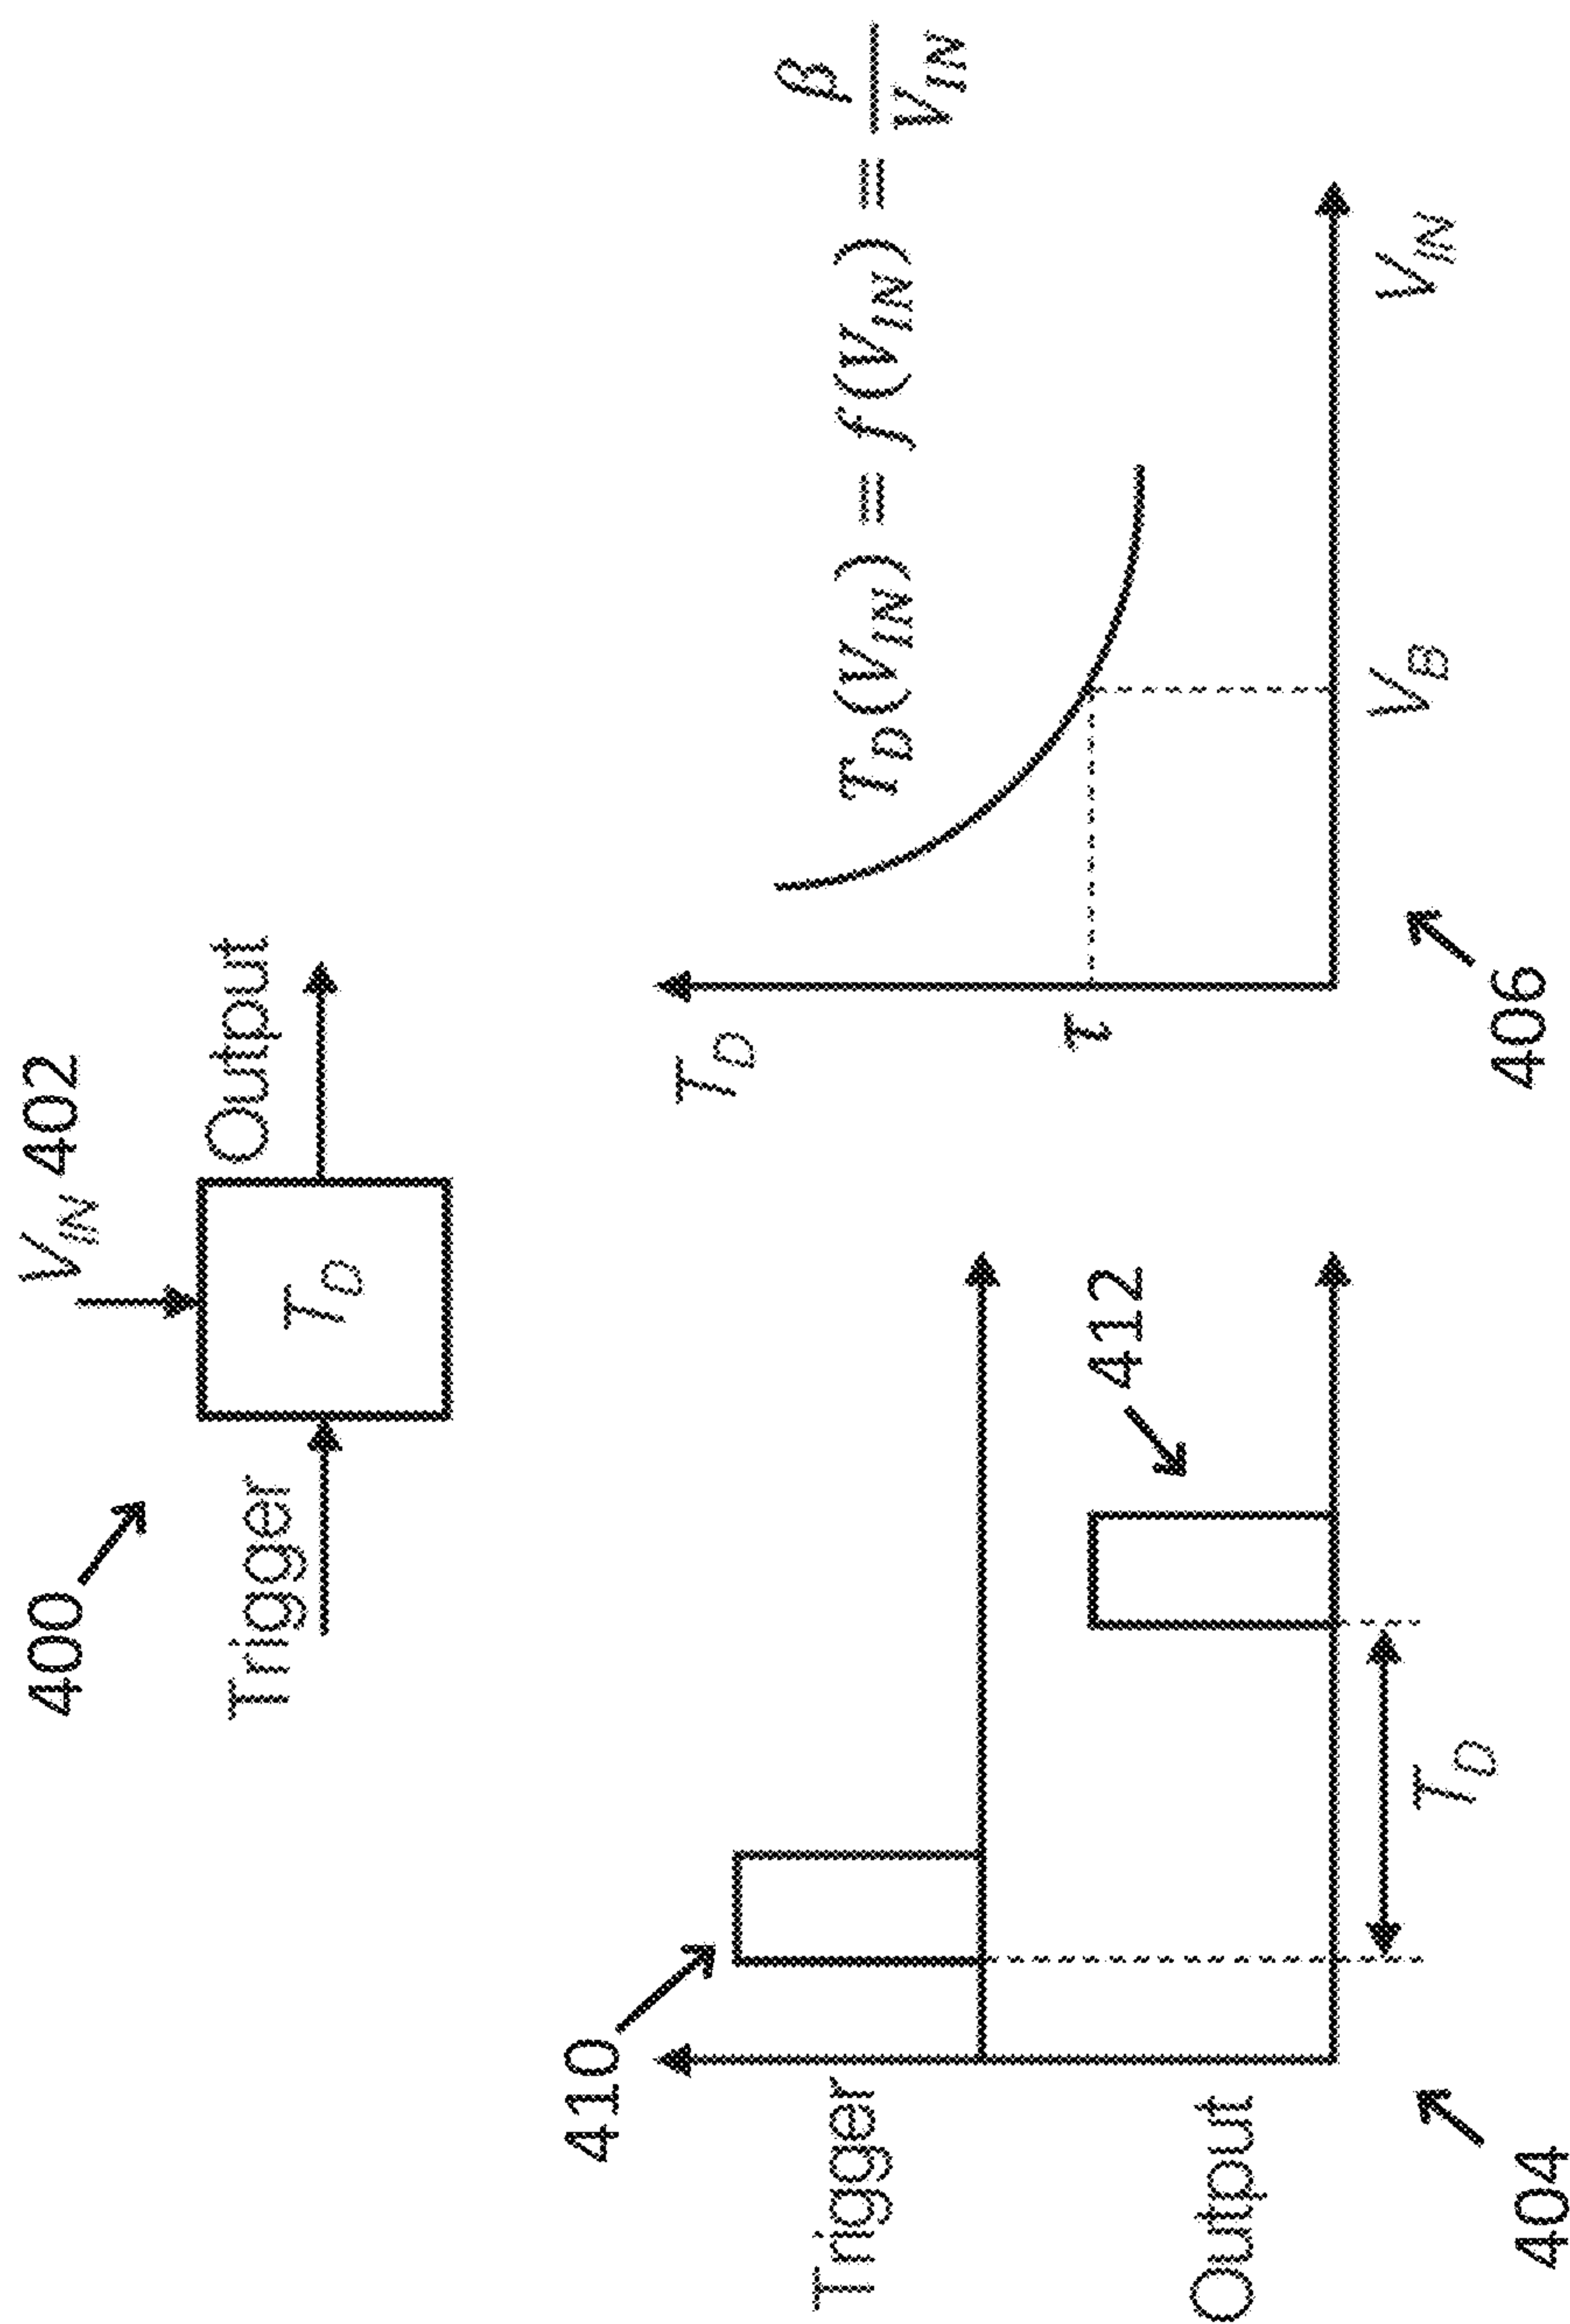 400
V_IN 402
Trigger
T_D
Output
410
Trigger
Output
412
T_D
404
T_D
T_D(V_IN) = f(V_IN) = β/V_IN
τ
V_B
V_IN
406